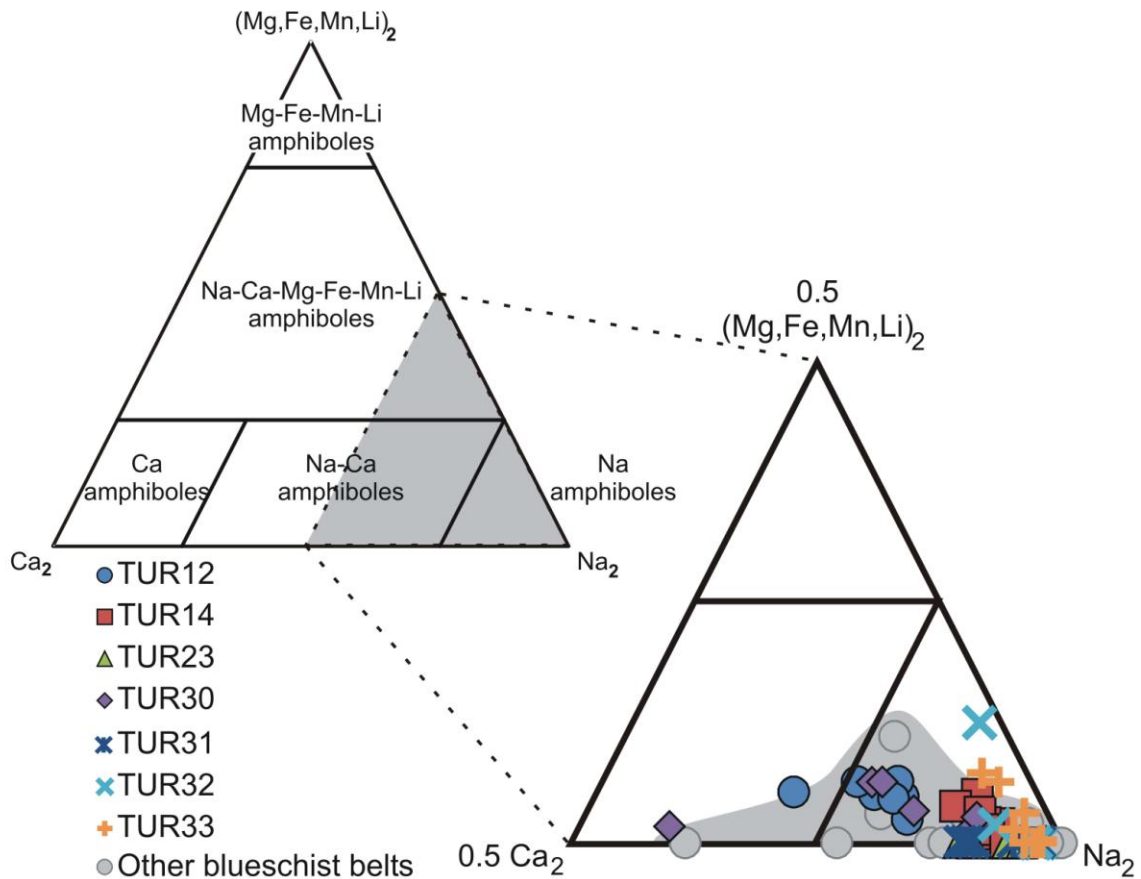 (Mg,Fe,Mn,Li)₂
Mg-Fe-Mn-Li
amphiboles
Na-Ca-Mg-Fe-Mn-Li
amphiboles
Ca
amphiboles
Na-Ca
amphiboles
Na
amphiboles
Ca₂
Na₂
0.5
(Mg,Fe,Mn,Li)₂
0.5 Ca₂
Na₂
TUR12
TUR14
TUR23
TUR30
TUR31
TUR32
TUR33
Other blueschist belts